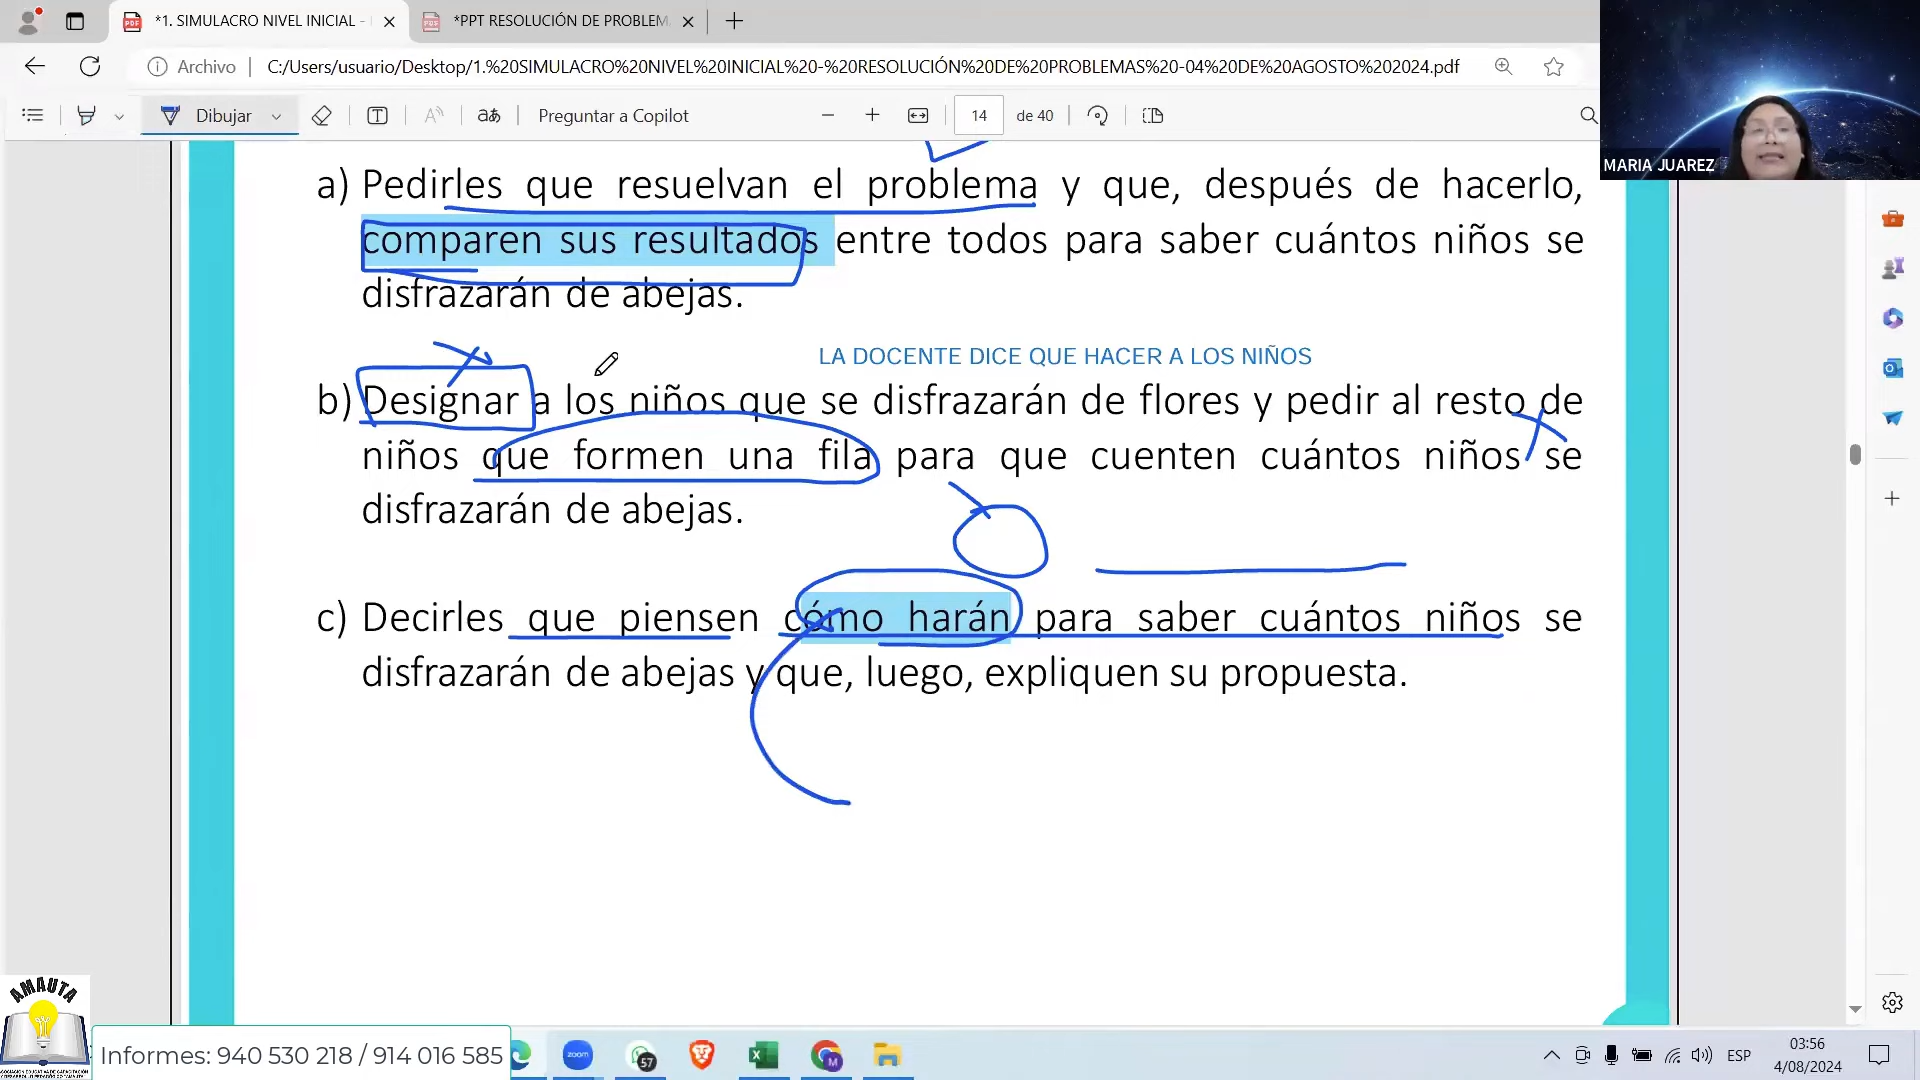 *1. SIMULACRO NIVEL INICIAL -
*PPT RESOLUCIÓN DE PROBLEM
Archivo
C:/Users/usuario/Desktop/1.%20SIMULACRO%20NIVEL%20INICIAL%20-%20RESOLUCIÓN%20DE%20PROBLEMAS%20-04%20DE%20AGOSTO%202024.pdf
Dibujar
aあ
Preguntar a Copilot
14
de 40
MARIA JUAREZ
a) Pedirles que resuelvan el problema y que, después de hacerlo,
comparen sus resultados entre todos para saber cuántos niños se
disfrazarán de abejas.
LA DOCENTE DICE QUE HACER A LOS NIÑOS
b) Designar a los niños que se disfrazarán de flores y pedir al resto de
niños que formen una fila para que cuenten cuántos niños se
disfrazarán de abejas.
c) Decirles que piensen cómo harán para saber cuántos niños se
disfrazarán de abejas y que, luego, expliquen su propuesta.
AMAUTA
Informes: 940 530 218 / 914 016 585
zoom
57
M
ESP
03:56
4/08/2024